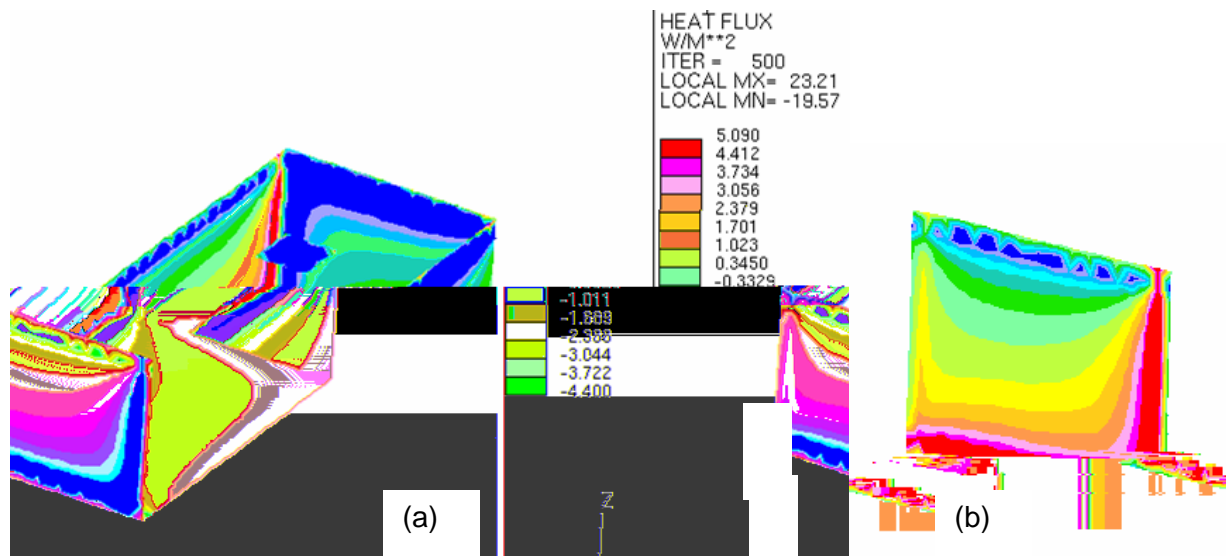 HEAT FLUX
W/M**2
ITER = 500
LOCAL MX= 23.21
LOCAL MN= -19.57
5.090
4.412
3.734
3.056
2.379
1.701
1.023
0.3450
-0.3329
-1.011
-3.044
-3.722
-4.400
Z
(a)
(b)